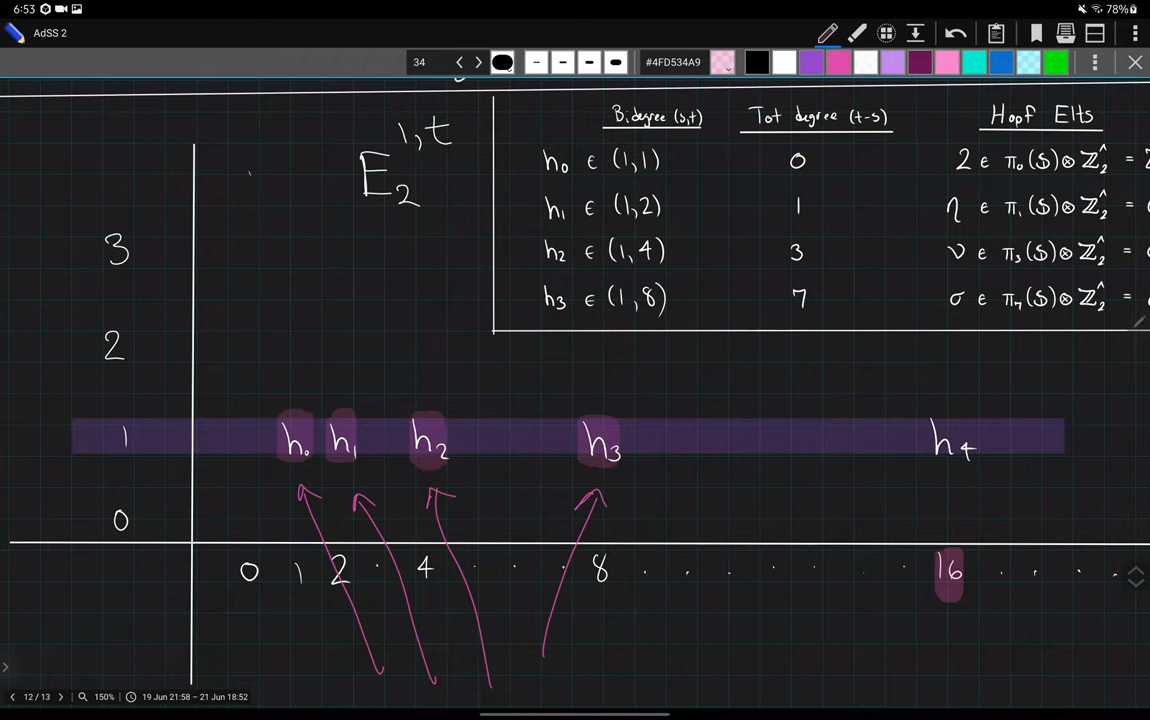 6:53
78%
AdSS 2
34
#4FD534A9
E₂^{1,t}
Bidegree (s,t) Tot degree (t-s) Hopf Elts
h₀ ∈ (1,1) 0 2 ∈ π₀(𝕊)⊗ℤ₂^ = ℤ
h₁ ∈ (1,2) 1 η ∈ π₁(𝕊)⊗ℤ₂^ =
h₂ ∈ (1,4) 3 ν ∈ π₃(𝕊)⊗ℤ₂^ =
h₃ ∈ (1,8) 7 σ ∈ π₇(𝕊)⊗ℤ₂^ =
3
2
1 h₀ h₁ h₂ h₃ h₄
0
0 1 2 · 4 · · · 8 · · · · · · · 16 · · · ·
12 / 13 150% 19 Jun 21:58 – 21 Jun 18:52